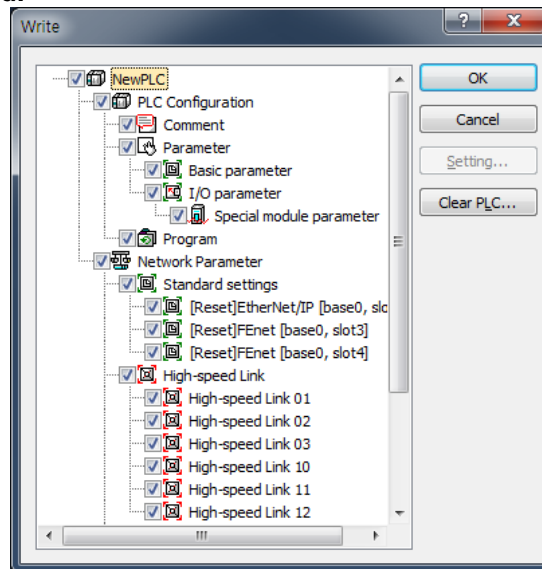 Write
NewPLC
PLC Configuration
Comment
Parameter
Basic parameter
I/O parameter
Special module parameter
Program
Network Parameter
Standard settings
[Reset]EtherNet/IP [base0, slo
[Reset]FEnet [base0, slot3]
[Reset]FEnet [base0, slot4]
High-speed Link
High-speed Link 01
High-speed Link 02
High-speed Link 03
High-speed Link 10
High-speed Link 11
High-speed Link 12
OK
Cancel
Setting...
Clear PLC...